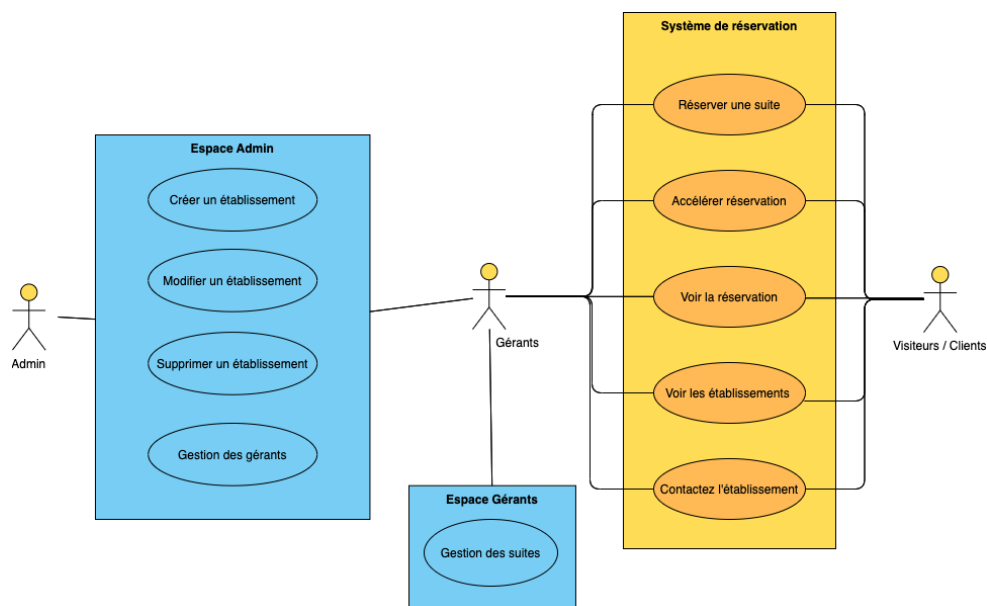 Système de réservation
Réserver une suite
Espace Admin
Créer un établissement
Accélérer réservation
Modifier un établissement
Voir la réservation
Gérants
Visiteurs / Clients
Admin
Supprimer un établissement
Voir les établissements
Gestion des gérants
Contactez l'établissement
Espace Gérants
Gestion des suites